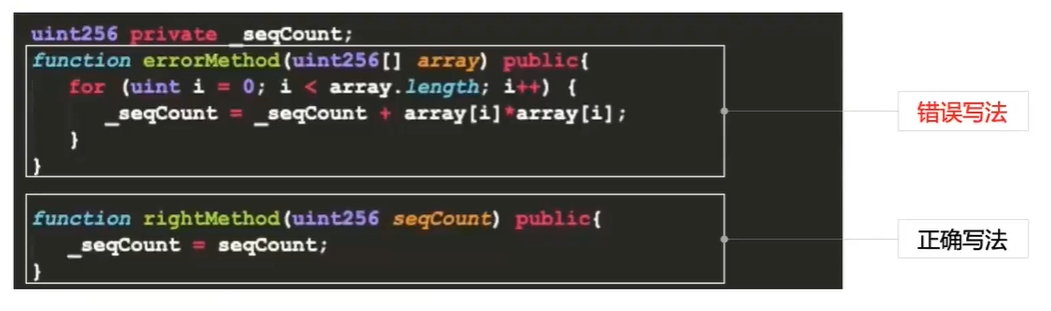 uint256 private _seqCount;
function errorMethod(uint256[] array) public{
for (uint i = 0; i < array.length; i++) {
_seqCount = _seqCount + array[i]*array[i];
}
}
错误写法
function rightMethod(uint256 seqCount) public{
_seqCount = seqCount;
}
正确写法